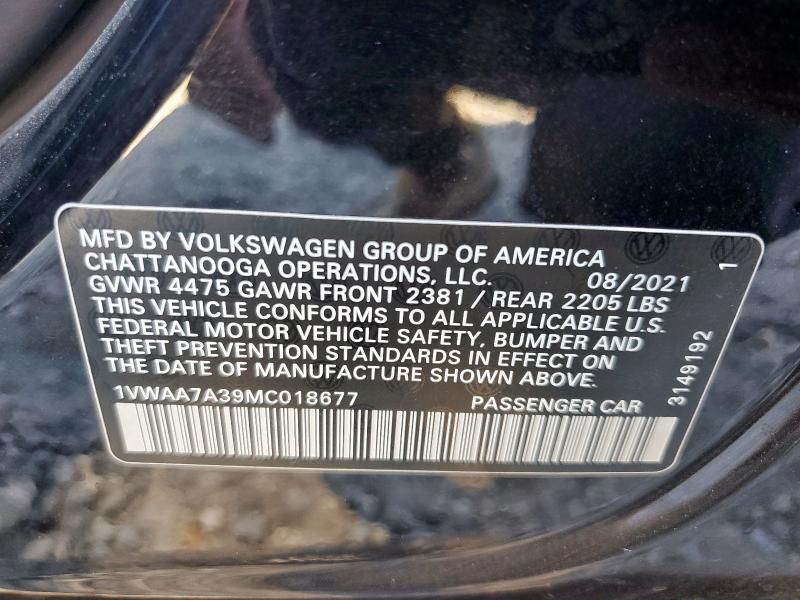 MFD BY VOLKSWAGEN GROUP OF AMERICA
CHATTANOOGA OPERATIONS, LLC. 08/2021
GVWR 4475 GAWR FRONT 2381 / REAR 2205 LBS
THIS VEHICLE CONFORMS TO ALL APPLICABLE U.S.
FEDERAL MOTOR VEHICLE SAFETY, BUMPER AND
THEFT PREVENTION STANDARDS IN EFFECT ON
THE DATE OF MANUFACTURE SHOWN ABOVE.
1VWAA7A39MC018677 PASSENGER CAR
3149192
1